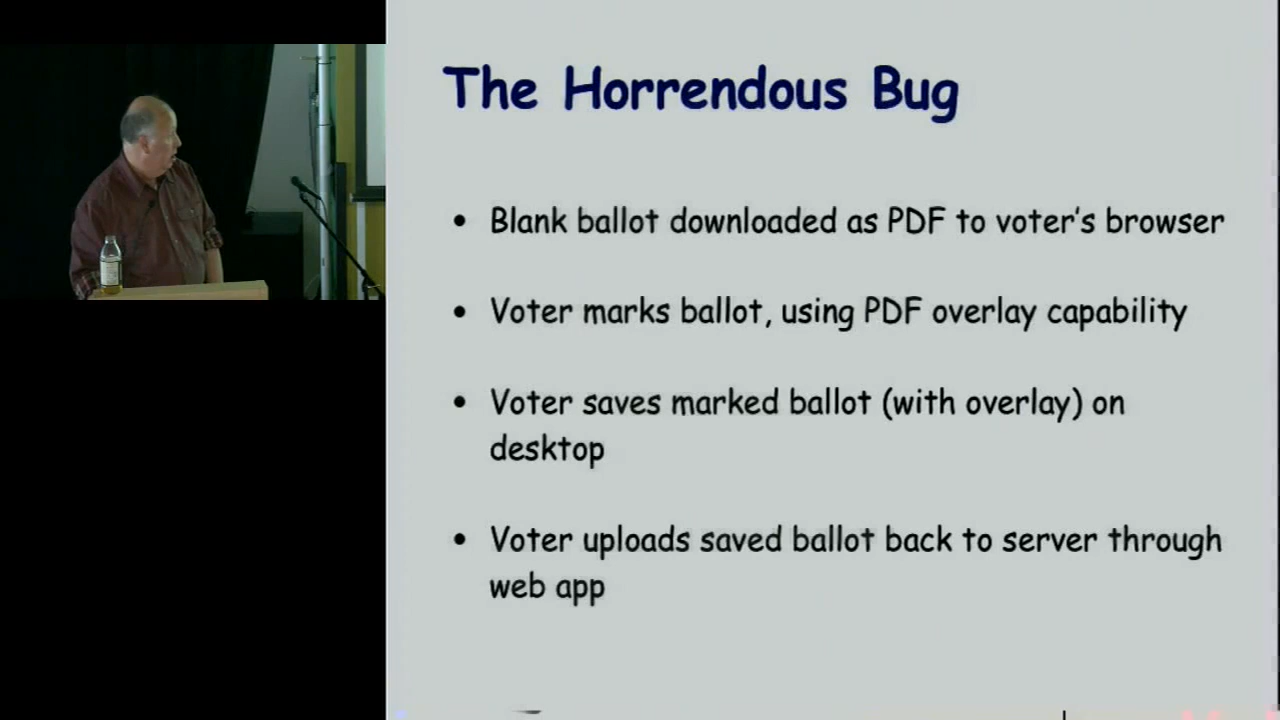 The Horrendous Bug
• Blank ballot downloaded as PDF to voter's browser
• Voter marks ballot, using PDF overlay capability
• Voter saves marked ballot (with overlay) on
desktop
• Voter uploads saved ballot back to server through
web app